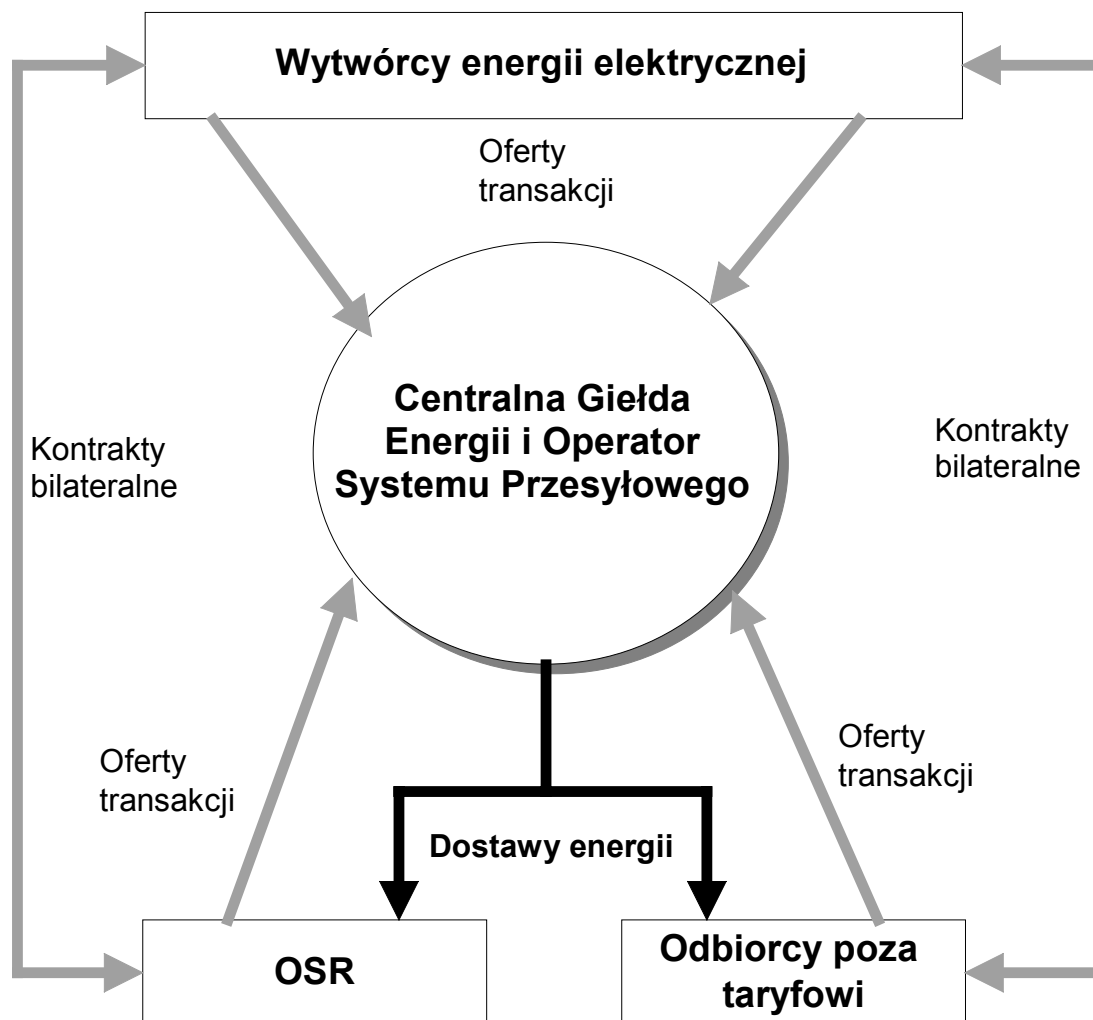 Wytwórcy energii elektrycznej
Oferty
transakcji
Centralna Giełda
Energii i Operator
Systemu Przesyłowego
Kontrakty
bilateralne
Kontrakty
bilateralne
Oferty
transakcji
Oferty
transakcji
Dostawy energii
OSR
Odbiorcy poza
taryfowi